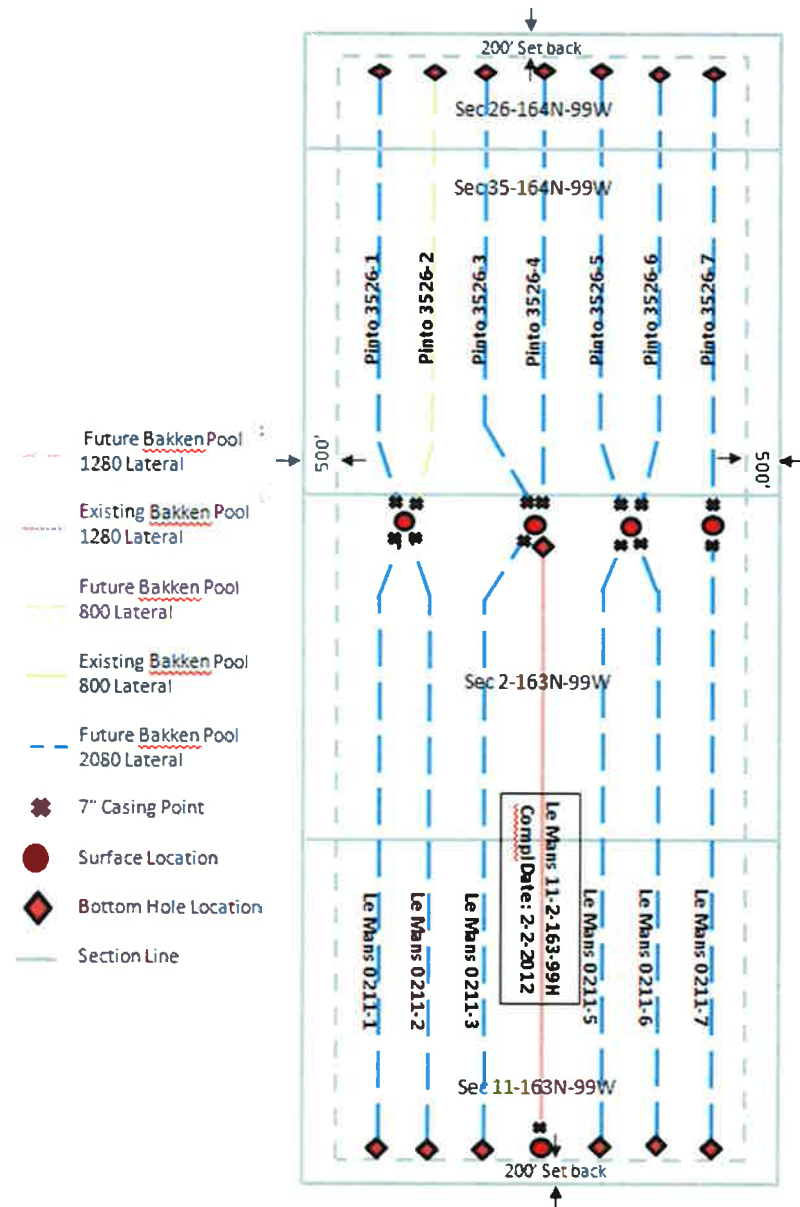 200' Set back
Sec 26-164N-99W
Sec 35-164N-99W
Pinto 3526-1
Pinto 3526-2
Pinto 3526-3
Pinto 3526-4
Pinto 3526-5
Pinto 3526-6
Pinto 3526-7
500'
500'
Future Bakken Pool
1280 Lateral
Existing Bakken Pool
1280 Lateral
Future Bakken Pool
800 Lateral
Existing Bakken Pool
800 Lateral
Future Bakken Pool
2080 Lateral
7" Casing Point
Surface Location
Bottom Hole Location
Section Line
Sec 2-163N-99W
Le Mans 11-2-163-99H
Compl Date: 2-2-2012
Le Mans 0211-1
Le Mans 0211-2
Le Mans 0211-3
Le Mans 0211-5
Le Mans 0211-6
Le Mans 0211-7
Sec 11-163N-99W
200' Set back